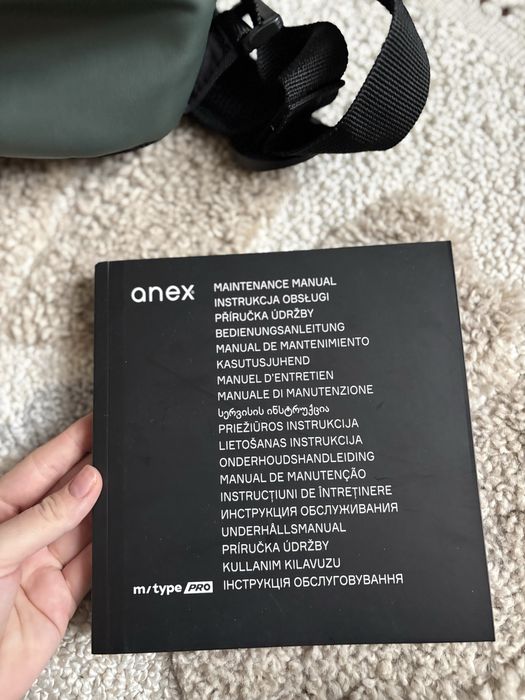 anex
MAINTENANCE MANUAL
INSTRUKCJA OBSŁUGI
PŘÍRUČKA ÚDRŽBY
BEDIENUNGSANLEITUNG
MANUAL DE MANTENIMIENTO
KASUTUSJUHEND
MANUEL D'ENTRETIEN
MANUALE DI MANUTENZIONE
სერვისის ინსტრუქცია
PRIEŽIŪROS INSTRUKCIJA
LIETOŠANAS INSTRUKCIJA
ONDERHOUDSHANDLEIDING
MANUAL DE MANUTENÇÃO
INSTRUCȚIUNI DE ÎNTREȚINERE
ИНСТРУКЦИЯ ОБСЛУЖИВАНИЯ
UNDERHÅLLSMANUAL
PRÍRUČKA ÚDRŽBY
KULLANIM KILAVUZU
ІНСТРУКЦІЯ ОБСЛУГОВУВАННЯ
m/type PRO